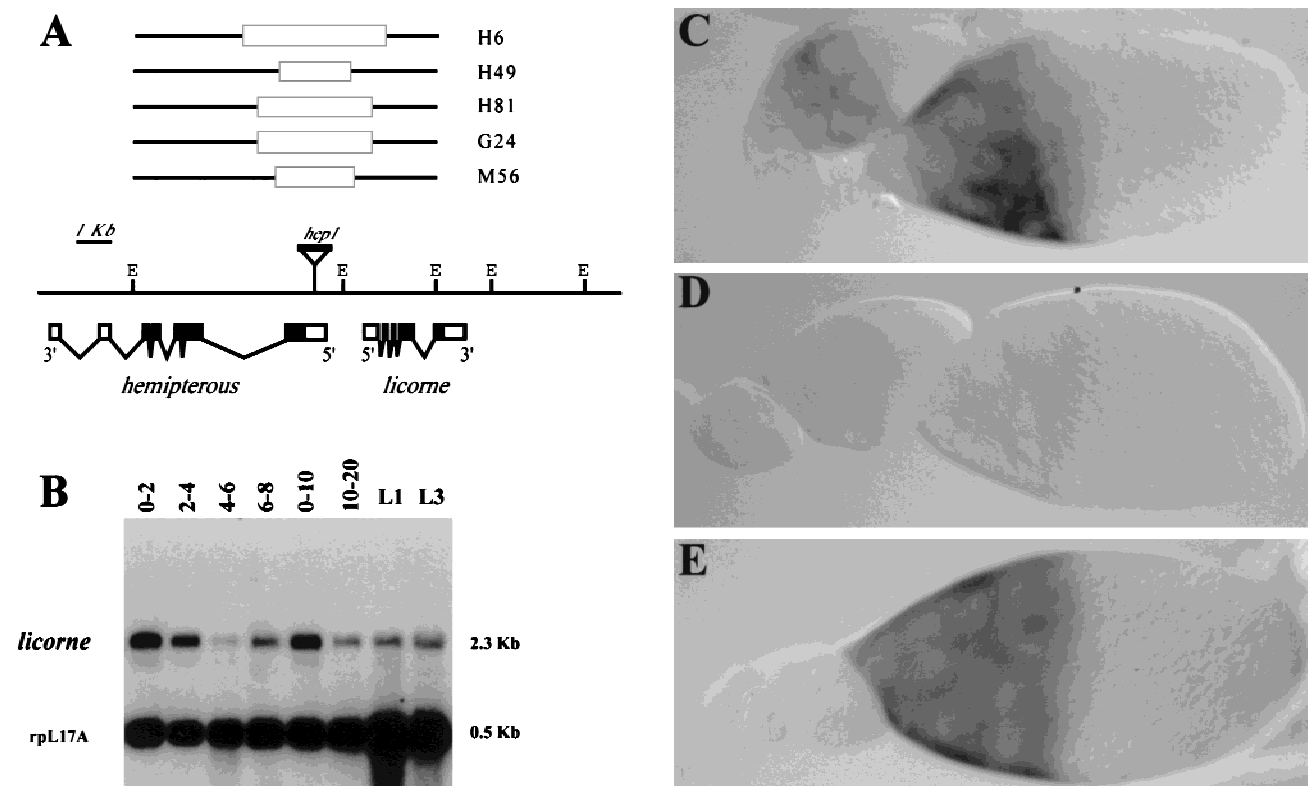 A
H6
H49
H81
G24
M56
1 Kb
hep1
E E E E E
3' 5' 5' 3'
hemipterous licorne
B
0-2 2-4 4-6 6-8 0-10 10-20 L1 L3
licorne 2.3 Kb
rpL17A 0.5 Kb
C
D
E